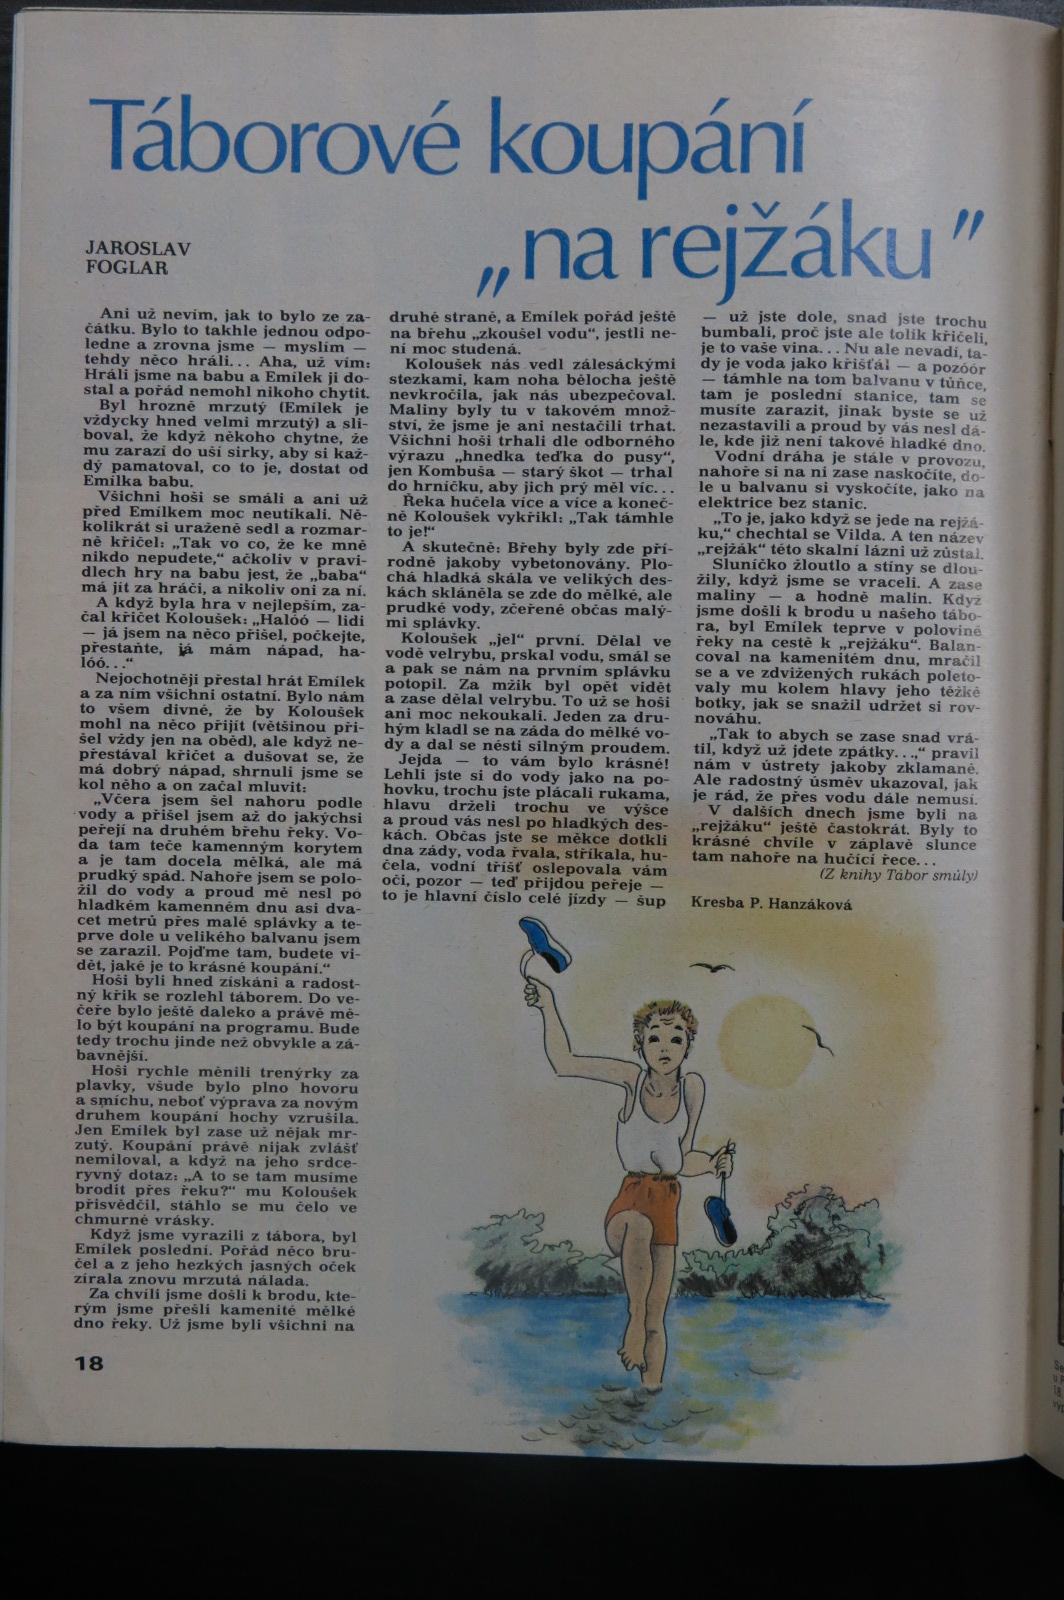 Táborové koupání
„na rejžáku”
JAROSLAV
FOGLAR
Ani už nevím, jak to bylo ze za-
čátku. Bylo to takhle jednou odpo-
ledne a zrovna jsme — myslím —
tehdy něco hráli... Aha, už vím:
Hráli jsme na babu a Emilek ji do-
stal a pořád nemohl nikoho chytit.
Byl hrozně mrzutý (Emílek je
vždycky hned velmi mrzutý) a sli-
boval, že když někoho chytne, že
mu zarazí do uší sirky, aby si kaž-
dý pamatoval, co to je, dostat od
Emílka babu.
Všichni hoši se smáli a ani už
před Emílkem moc neutíkali. Ně-
kolikrát si uraženě sedl a rozmar-
ně křičel: „Tak vo co, že ke mně
nikdo nepudete,“ ačkoliv v pravi-
dlech hry na babu jest, že „baba“
má jít za hráči, a nikoliv oni za ní.
A když byla hra v nejlepším, za-
čal křičet Koloušek: „Halóó — lidi
— já jsem na něco přišel, počkejte,
přestaňte, já mám nápad, ha-
lóó...“
Nejochotněji přestal hrát Emílek
a za ním všichni ostatní. Bylo nám
to všem divné, že by Koloušek
mohl na něco přijít (většinou při-
šel vždy jen na oběd), ale když ne-
přestával křičet a dušovat se, že
má dobrý nápad, shrnuli jsme se
kol něho a on začal mluvit:
„Včera jsem šel nahoru podle
vody a přišel jsem až do jakýchsi
peřejí na druhém břehu řeky. Vo-
da tam teče kamenným korytem
a je tam docela mělká, ale má
prudký spád. Nahoře jsem se polo-
žil do vody a proud mě nesl po
hladkém kamenném dnu asi dva-
cet metrů přes malé splávky a te-
prve dole u velikého balvanu jsem
se zarazil. Pojďme tam, budete vi-
dět, jaké je to krásné koupání.“
Hoši byli hned získáni a radost-
ný křik se rozlehl táborem. Do ve-
čeře bylo ještě daleko a právě mě-
lo být koupání na programu. Bude
tedy trochu jinde než obvykle a zá-
bavnější.
Hoši rychle měnili trenýrky za
plavky, všude bylo plno hovoru
a smíchu, neboť výprava za novým
druhem koupání hochy vzrušila.
Jen Emílek byl zase už nějak mr-
zutý. Koupání právě nijak zvlášť
nemiloval, a když na jeho srdce-
ryvný dotaz: „A to se tam musíme
brodit přes řeku?“ mu Koloušek
přisvědčil, stáhlo se mu čelo ve
chmurné vrásky.
Když jsme vyrazili z tábora, byl
Emílek poslední. Pořád něco bru-
čel a z jeho hezkých jasných oček
zírala znovu mrzutá nálada.
Za chvíli jsme došli k brodu, kte-
rým jsme přešli kamenité mělké
dno řeky. Už jsme byli všichni na
druhé straně, a Emílek pořád ještě
na břehu „zkoušel vodu“, jestli ne-
ní moc studená.
Koloušek nás vedl zálesáckými
stezkami, kam noha bělocha ještě
nevkročila, jak nás ubezpečoval.
Maliny byly tu v takovém množ-
ství, že jsme je ani nestačili trhat.
Všichni hoši trhali dle odborného
výrazu „hnedka teďka do pusy“,
jen Kombuša — starý škot — trhal
do hrníčku, aby jich prý měl víc...
Řeka hučela více a více a koneč-
ně Koloušek vykřikl: „Tak támhle
to je!“
A skutečně: Břehy byly zde pří-
rodně jakoby vybetonovány. Plo-
chá hladká skála ve velikých des-
kách skláněla se zde do mělké, ale
prudké vody, zčeřené občas malý-
mi splávky.
Koloušek „jel“ první. Dělal ve
vodě velrybu, prskal vodu, smál se
a pak se nám na prvním splávku
potopil. Za mžik byl opět vidět
a zase dělal velrybu. To už se hoši
ani moc nekoukali. Jeden za dru-
hým kladl se na záda do mělké vo-
dy a dal se nésti silným proudem.
Jejda — to vám bylo krásné!
Lehli jste si do vody jako na po-
hovku, trochu jste plácali rukama,
hlavu drželi trochu ve výšce
a proud vás nesl po hladkých des-
kách. Občas jste se měkce dotkli
dna zády, voda řvala, stříkala, hu-
čela, vodní tříšť oslepovala vám
oči, pozor — teď přijdou peřeje —
to je hlavní číslo celé jízdy — šup
— už jste dole, snad jste trochu
bumbali, proč jste ale tolik křičeli,
je to vaše vina... Nu ale nevadí, ta-
dy je voda jako křišťál — a pozóór
— támhle na tom balvanu v tůňce,
tam je poslední stanice, tam se
musíte zarazit, jinak byste se už
nezastavili a proud by vás nesl dá-
le, kde již není takové hladké dno.
Vodní dráha je stále v provozu,
nahoře si na ni zase naskočíte, do-
le u balvanu si vyskočíte, jako na
elektrice bez stanic.
„To je, jako když se jede na rejžá-
ku,“ chechtal se Vilda. A ten název
„rejžák“ této skalní lázni už zůstal.
Sluníčko žloutlo a stíny se dlou-
žily, když jsme se vraceli. A zase
maliny — a hodně malin. Když
jsme došli k brodu u našeho tábo-
ra, byl Emílek teprve v polovině
řeky na cestě k „rejžáku“. Balan-
coval na kamenitém dnu, mračil
se a ve zdvižených rukách poleto-
valy mu kolem hlavy jeho těžké
botky, jak se snažil udržet si rov-
nováhu.
„Tak to abych se zase snad vrá-
til, když už jdete zpátky...,“ pravil
nám v ústrety jakoby zklamaně.
Ale radostný úsměv ukazoval, jak
je rád, že přes vodu dále nemusí.
V dalších dnech jsme byli na
„rejžáku“ ještě častokrát. Byly to
krásné chvíle v záplavě slunce
tam nahoře na hučící řece...
(Z knihy Tábor smůly)
Kresba P. Hanzáková
18